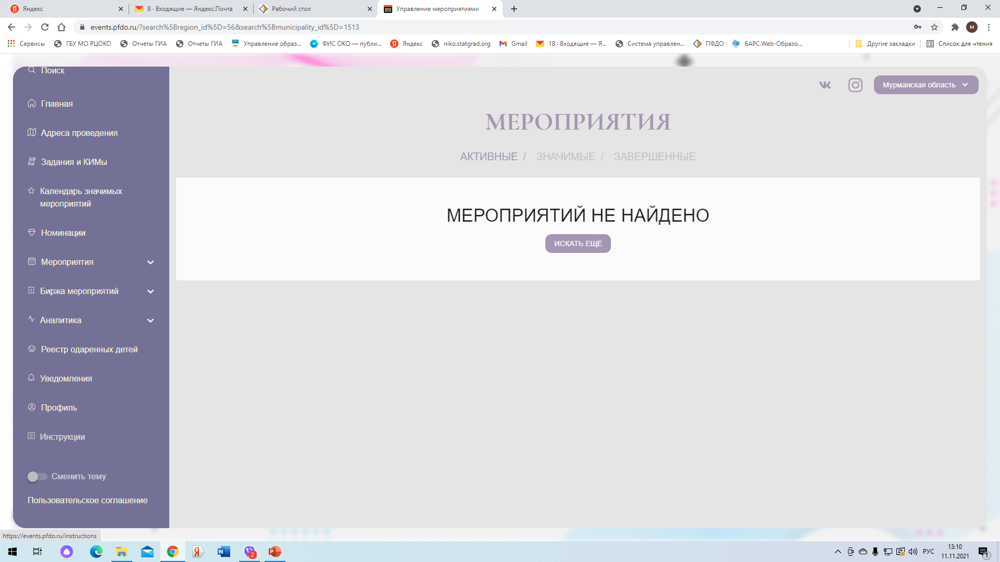 Яндекс
8 · Входящие — Яндекс.Почта
Рабочий стол
Управление мероприятиями
events.pfdo.ru/?search%5Bregion_id%5D=56&search%5Bmunicipality_id%5D=1513
M
Сервисы
ГБУ МО РЦОКО
Отчеты ГИА
Отчеты ГИА
Управление образ...
ФИС ОКО — публи...
Яндекс
niko.statgrad.org
Gmail
18 · Входящие — Я...
Система управлен...
ПФДО
БАРС.Web-Образо...
Другие закладки
Список для чтения
Поиск
Главная
Адреса проведения
Задания и КИМы
Календарь значимых
мероприятий
Номинации
Мероприятия
Биржа мероприятий
Аналитика
Реестр одаренных детей
Уведомления
Профиль
Инструкции
Сменить тему
Пользовательское соглашение
Мурманская область
МЕРОПРИЯТИЯ
АКТИВНЫЕ / ЗНАЧИМЫЕ / ЗАВЕРШЕННЫЕ
МЕРОПРИЯТИЙ НЕ НАЙДЕНО
ИСКАТЬ ЕЩЁ
https://events.pfdo.ru/instructions
2
РУС
13:10
11.11.2021
1